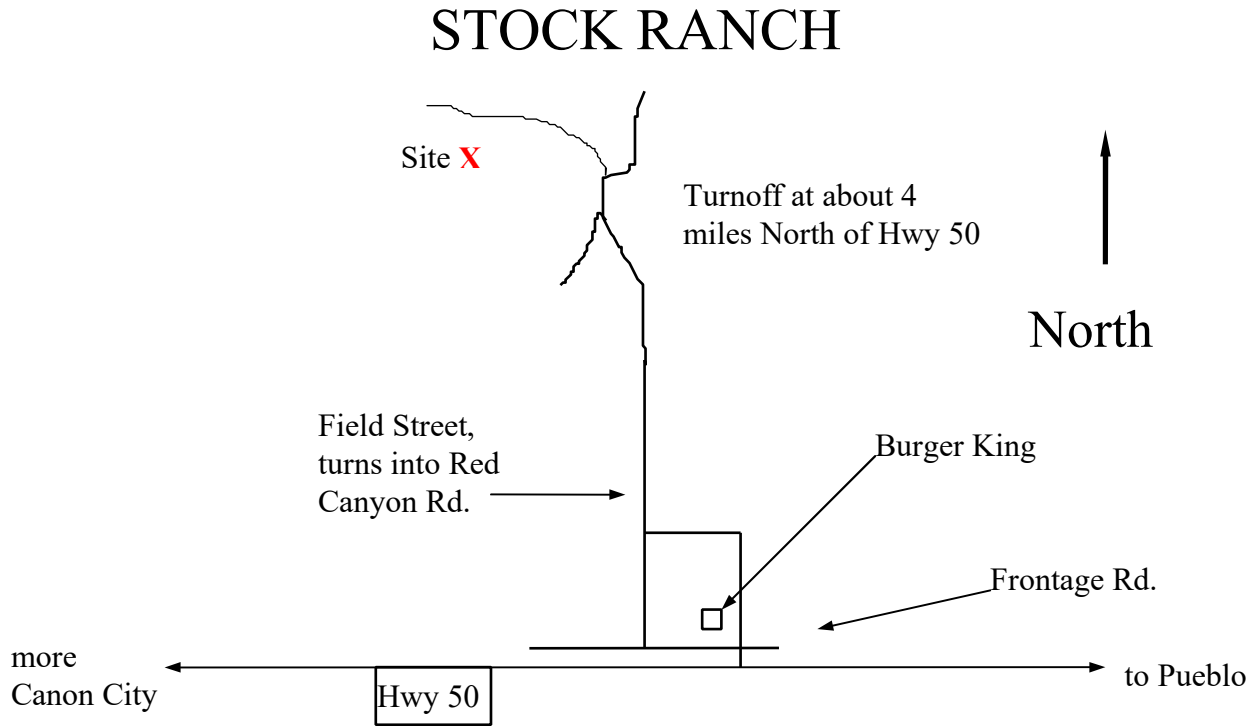 STOCK RANCH
Site X
Turnoff at about 4
miles North of Hwy 50
North
Field Street,
turns into Red
Canyon Rd.
Burger King
Frontage Rd.
more
Canon City
Hwy 50
to Pueblo